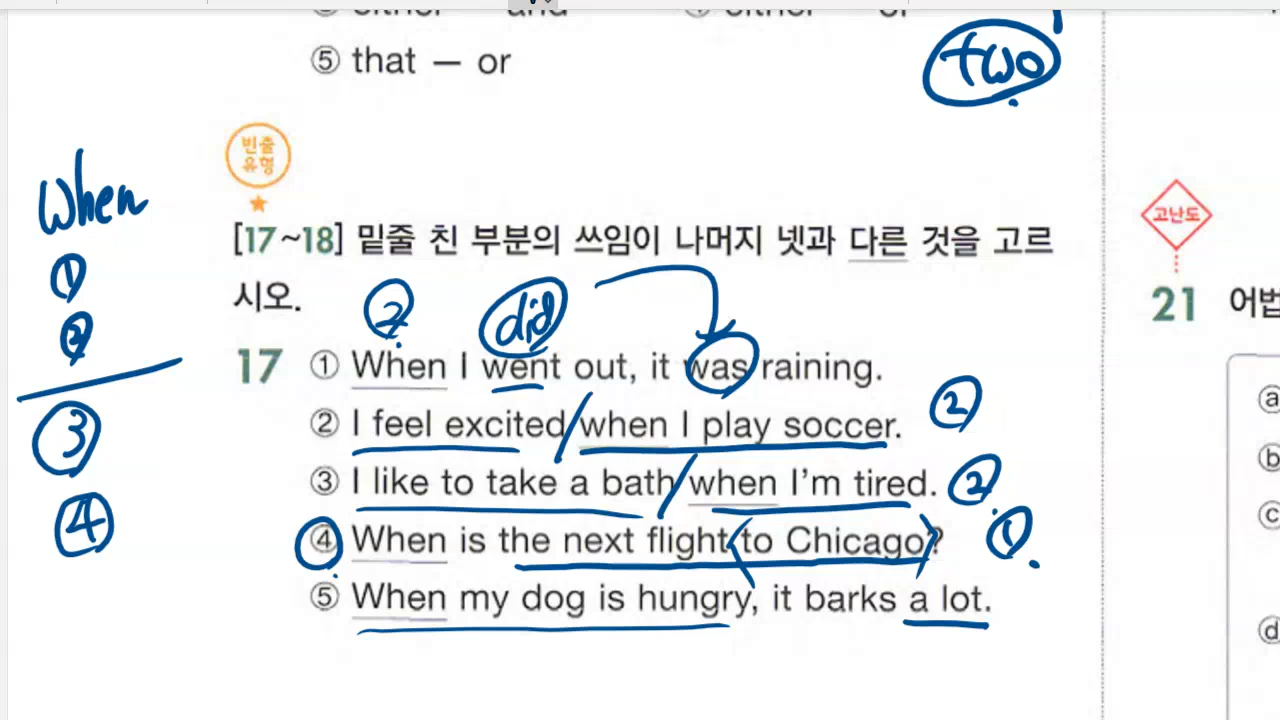 ⑤ that — or
two
빈출
유형
When
①
②
③
④
[17~18] 밑줄 친 부분의 쓰임이 나머지 넷과 다른 것을 고르
시오.
② did
17 ① When I went out, it was raining.
② I feel excited / when I play soccer. ②
③ I like to take a bath / when I'm tired. ②
④ When is the next flight <to Chicago>? ①
⑤ When my dog is hungry, it barks a lot.
고난도
21 어법
ⓐ
ⓑ
ⓒ
ⓓ